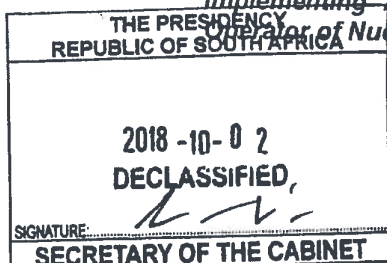 Implementing
THE PRESIDENCY
Operator of Nu
REPUBLIC OF SOUTH AFRICA
2018 -10- 0 2
DECLASSIFIED
SIGNATURE:
SECRETARY OF THE CABINET